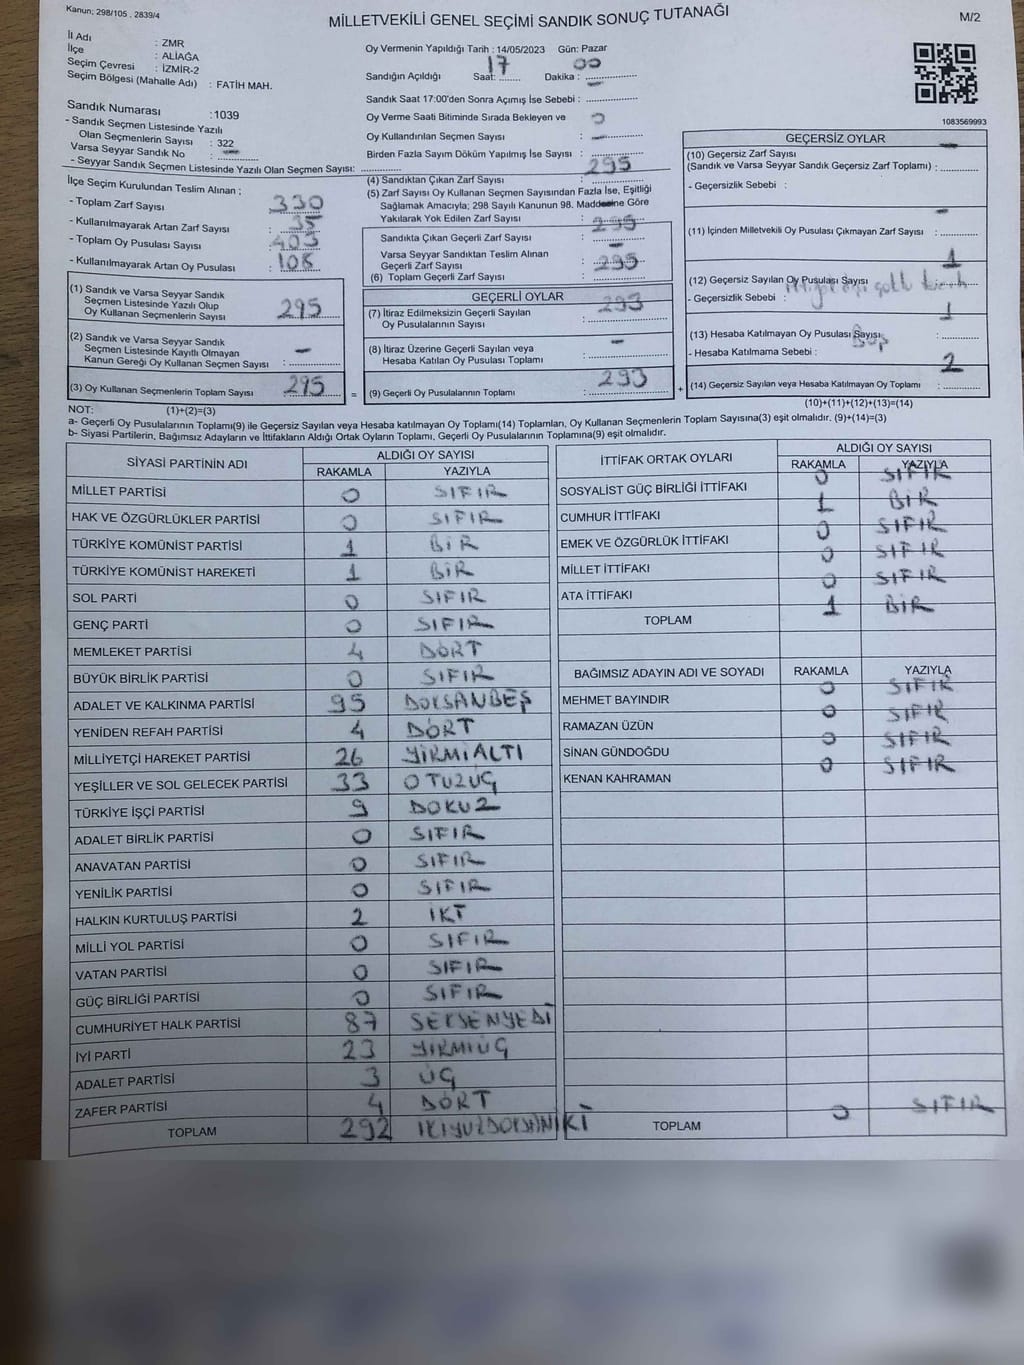 Kanun; 298/105 , 2839/4
MİLLETVEKİLİ GENEL SEÇİMİ SANDIK SONUÇ TUTANAĞI
M/2
İl Adı : ZMR
İlçe : ALİAĞA
Seçim Çevresi : İZMİR-2
Seçim Bölgesi (Mahalle Adı) : FATİH MAH.
Oy Vermenin Yapıldığı Tarih : 14/05/2023 Gün: Pazar
Sandığın Açıldığı Saat: 17 Dakika : 00
Sandık Saat 17:00'den Sonra Açımış İse Sebebi :
Oy Verme Saati Bitiminde Sırada Bekleyen ve
Oy Kullandırılan Seçmen Sayısı : -
Birden Fazla Sayım Döküm Yapılmış İse Sayısı :
1083569993
Sandık Numarası : 1039
- Sandık Seçmen Listesinde Yazılı
Olan Seçmenlerin Sayısı : 322
Varsa Seyyar Sandık No : -
- Seyyar Sandık Seçmen Listesinde Yazılı Olan Seçmen Sayısı:
İlçe Seçim Kurulundan Teslim Alınan ;
- Toplam Zarf Sayısı : 330
- Kullanılmayarak Artan Zarf Sayısı : 35
- Toplam Oy Pusulası Sayısı : 403
- Kullanılmayarak Artan Oy Pusulası : 108
(4) Sandıktan Çıkan Zarf Sayısı : 295
(5) Zarf Sayısı Oy Kullanan Seçmen Sayısından Fazla İse, Eşitliği
Sağlamak Amacıyla; 298 Sayılı Kanunun 98. Maddesine Göre
Yakılarak Yok Edilen Zarf Sayısı :
Sandıkta Çıkan Geçerli Zarf Sayısı : 295
Varsa Seyyar Sandıktan Teslim Alınan
Geçerli Zarf Sayısı : -
(6) Toplam Geçerli Zarf Sayısı : 295
GEÇERSİZ OYLAR
(10) Geçersiz Zarf Sayısı
(Sandık ve Varsa Seyyar Sandık Geçersiz Zarf Toplamı) : -
- Geçersizlik Sebebi :
(11) İçinden Milletvekili Oy Pusulası Çıkmayan Zarf Sayısı : -
(12) Geçersiz Sayılan Oy Pusulası Sayısı : 1
- Geçersizlik Sebebi :
(13) Hesaba Katılmayan Oy Pusulası Sayısı : 1
- Hesaba Katılmama Sebebi : Boş
(14) Geçersiz Sayılan veya Hesaba Katılmayan Oy Toplamı : 2
(10)+(11)+(12)+(13)=(14)
(1) Sandık ve Varsa Seyyar Sandık
Seçmen Listesinde Yazılı Olup
Oy Kullanan Seçmenlerin Sayısı : 295
(2) Sandık ve Varsa Seyyar Sandık
Seçmen Listesinde Kayıtlı Olmayan
Kanun Gereği Oy Kullanan Seçmen Sayısı : -
(3) Oy Kullanan Seçmenlerin Toplam Sayısı : 295 =
GEÇERLİ OYLAR
(7) İtiraz Edilmeksizin Geçerli Sayılan
Oy Pusulalarının Sayısı : 293
(8) İtiraz Üzerine Geçerli Sayılan veya
Hesaba Katılan Oy Pusulası Toplamı : -
(9) Geçerli Oy Pusulalarının Toplamı : 293 +
NOT: (1)+(2)=(3)
a- Geçerli Oy Pusulalarının Toplamı(9) ile Geçersiz Sayılan veya Hesaba katılmayan Oy Toplamı(14) Toplamları, Oy Kullanan Seçmenlerin Toplam Sayısına(3) eşit olmalıdır. (9)+(14)=(3)
b- Siyasi Partilerin, Bağımsız Adayların ve İttifakların Aldığı Ortak Oyların Toplamı, Geçerli Oy Pusulalarının Toplamına(9) eşit olmalıdır.
SİYASİ PARTİNİN ADI ALDIĞI OY SAYISI
RAKAMLA YAZIYLA
MİLLET PARTİSİ 0 SIFIR
HAK VE ÖZGÜRLÜKLER PARTİSİ 0 SIFIR
TÜRKİYE KOMÜNİST PARTİSİ 1 BİR
TÜRKİYE KOMÜNİST HAREKETİ 1 BİR
SOL PARTİ 0 SIFIR
GENÇ PARTİ 0 SIFIR
MEMLEKET PARTİSİ 4 DÖRT
BÜYÜK BİRLİK PARTİSİ 0 SIFIR
ADALET VE KALKINMA PARTİSİ 95 DOKSANBEŞ
YENİDEN REFAH PARTİSİ 4 DÖRT
MİLLİYETÇİ HAREKET PARTİSİ 26 YİRMİALTI
YEŞİLLER VE SOL GELECEK PARTİSİ 33 OTUZÜÇ
TÜRKİYE İŞÇİ PARTİSİ 9 DOKUZ
ADALET BİRLİK PARTİSİ 0 SIFIR
ANAVATAN PARTİSİ 0 SIFIR
YENİLİK PARTİSİ 0 SIFIR
HALKIN KURTULUŞ PARTİSİ 2 İKİ
MİLLİ YOL PARTİSİ 0 SIFIR
VATAN PARTİSİ 0 SIFIR
GÜÇ BİRLİĞİ PARTİSİ 0 SIFIR
CUMHURİYET HALK PARTİSİ 87 SEKSENYEDİ
İYİ PARTİ 23 YİRMİÜÇ
ADALET PARTİSİ 3 ÜÇ
ZAFER PARTİSİ 4 DÖRT
TOPLAM 292 İKİYÜZDOKSANİKİ
İTTİFAK ORTAK OYLARI ALDIĞI OY SAYISI
RAKAMLA YAZIYLA
SOSYALİST GÜÇ BİRLİĞİ İTTİFAKI 0 SIFIR
CUMHUR İTTİFAKI 1 BİR
EMEK VE ÖZGÜRLÜK İTTİFAKI 0 SIFIR
MİLLET İTTİFAKI 0 SIFIR
ATA İTTİFAKI 0 SIFIR
TOPLAM 1 BİR
BAĞIMSIZ ADAYIN ADI VE SOYADI RAKAMLA YAZIYLA
MEHMET BAYINDIR 0 SIFIR
RAMAZAN ÜZÜN 0 SIFIR
SİNAN GÜNDOĞDU 0 SIFIR
KENAN KAHRAMAN 0 SIFIR
TOPLAM 0 SIFIR